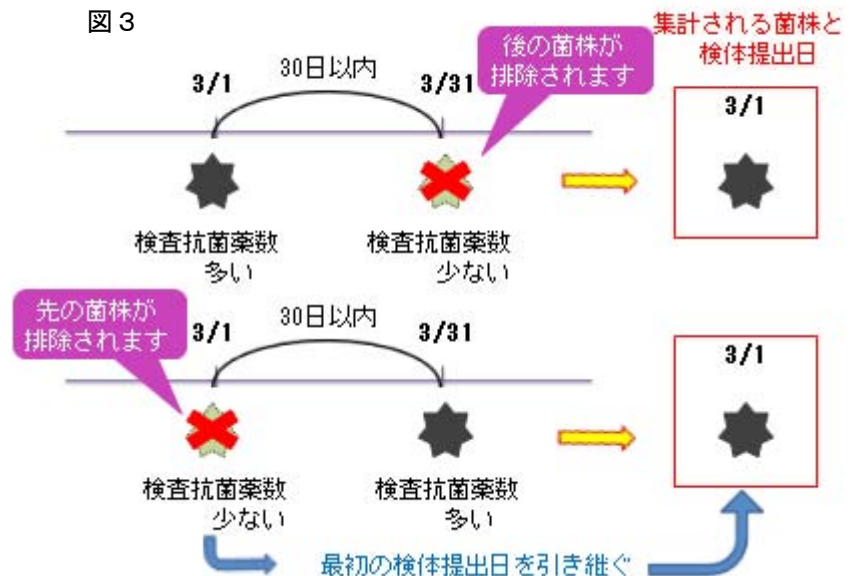 図３
集計される菌株と
検体提出日
後の菌株が
排除されます
30日以内
3/1
3/31
3/1
検査抗菌薬数
多い
検査抗菌薬数
少ない
先の菌株が
排除されます
30日以内
3/1
3/31
3/1
検査抗菌薬数
少ない
検査抗菌薬数
多い
最初の検体提出日を引き継ぐ